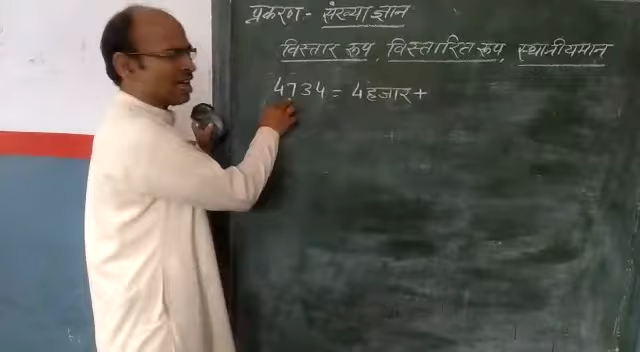 प्रकरण:- संख्या ज्ञान
विस्तार रूप, विस्तारित रूप, स्थानीयमान
4734 = 4हजार+